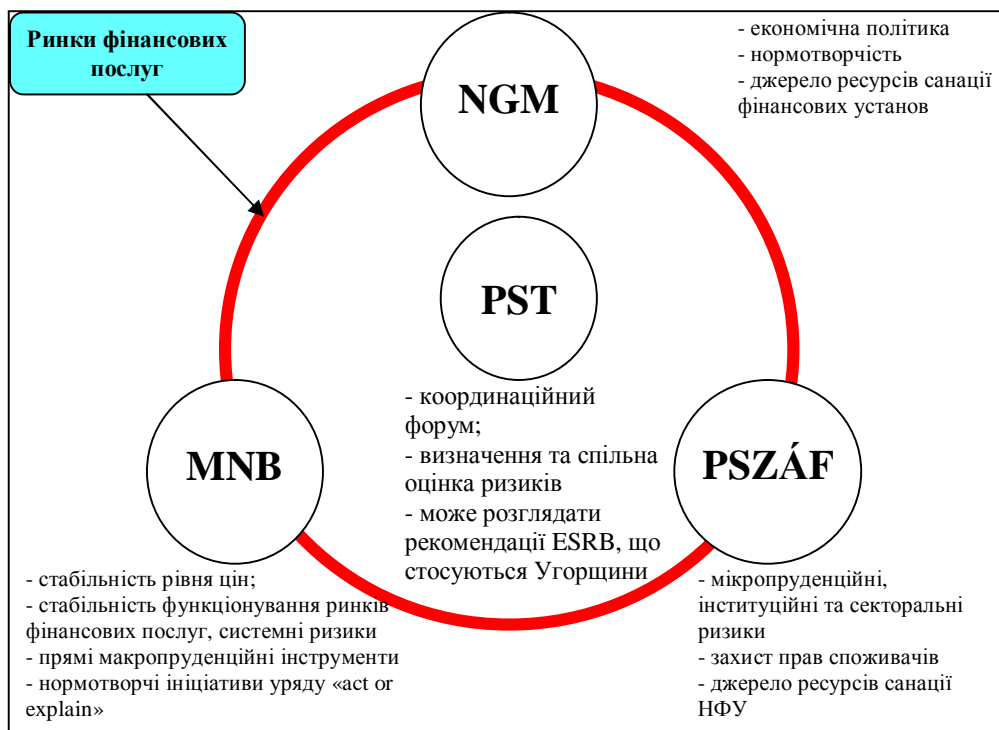 Ринки фінансових
послуг
NGM
- економічна політика
- нормотворчість
- джерело ресурсів санації
фінансових установ
PST
- координаційний
форум;
- визначення та спільна
оцінка ризиків
- може розглядати
рекомендації ESRB, що
стосуються Угорщини
MNB
- стабільність рівня цін;
- стабільність функціонування ринків
фінансових послуг, системні ризики
- прямі макропруденційні інструменти
- нормотворчі ініціативи уряду «act or
explain»
PSZÁF
- мікропруденційні,
інституційні та секторальні
ризики
- захист прав споживачів
- джерело ресурсів санації
НФУ